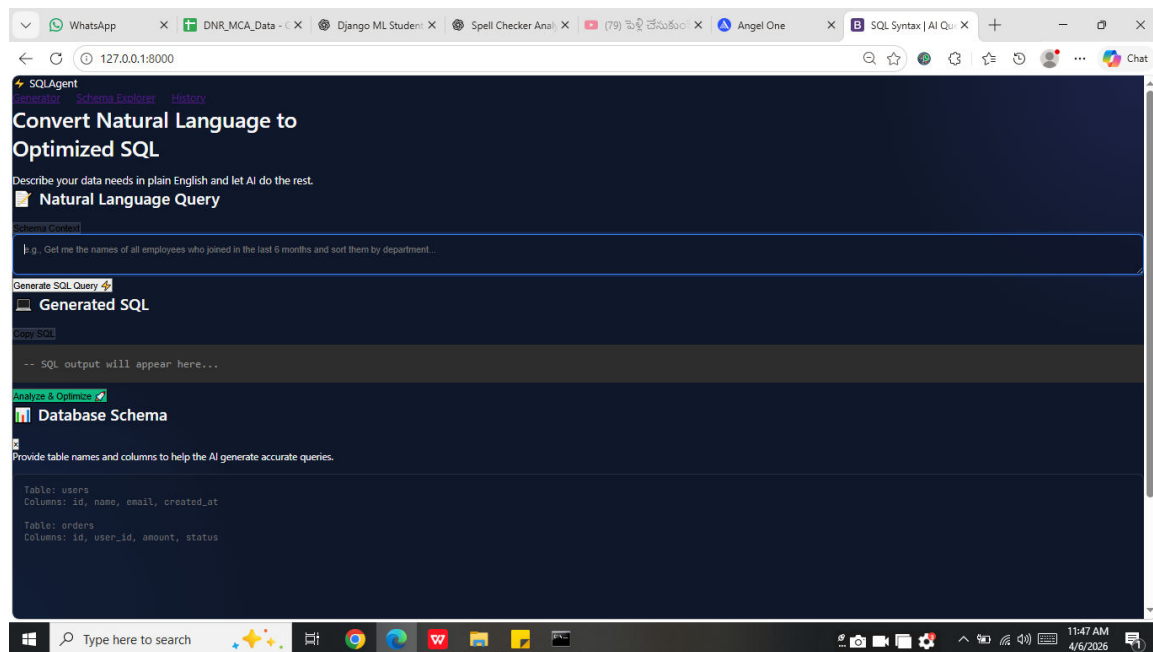 WhatsApp
DNR_MCA_Data - G
Django ML Student
Spell Checker Analy
(79) పెళ్లి చేసుకుం
Angel One
B SQL Syntax | AI Qu
127.0.0.1:8000
Chat
⚡ SQLAgent
Generator Schema Explorer History
Convert Natural Language to
Optimized SQL
Describe your data needs in plain English and let AI do the rest.
📝 Natural Language Query
Schema Context
e.g., Get me the names of all employees who joined in the last 6 months and sort them by department...
Generate SQL Query ⚡
💻 Generated SQL
Copy SQL
-- SQL output will appear here...
Analyze & Optimize 🚀
📊 Database Schema
×
Provide table names and columns to help the AI generate accurate queries.
Table: users
Columns: id, name, email, created_at
Table: orders
Columns: id, user_id, amount, status
Type here to search
11:47 AM
4/6/2026